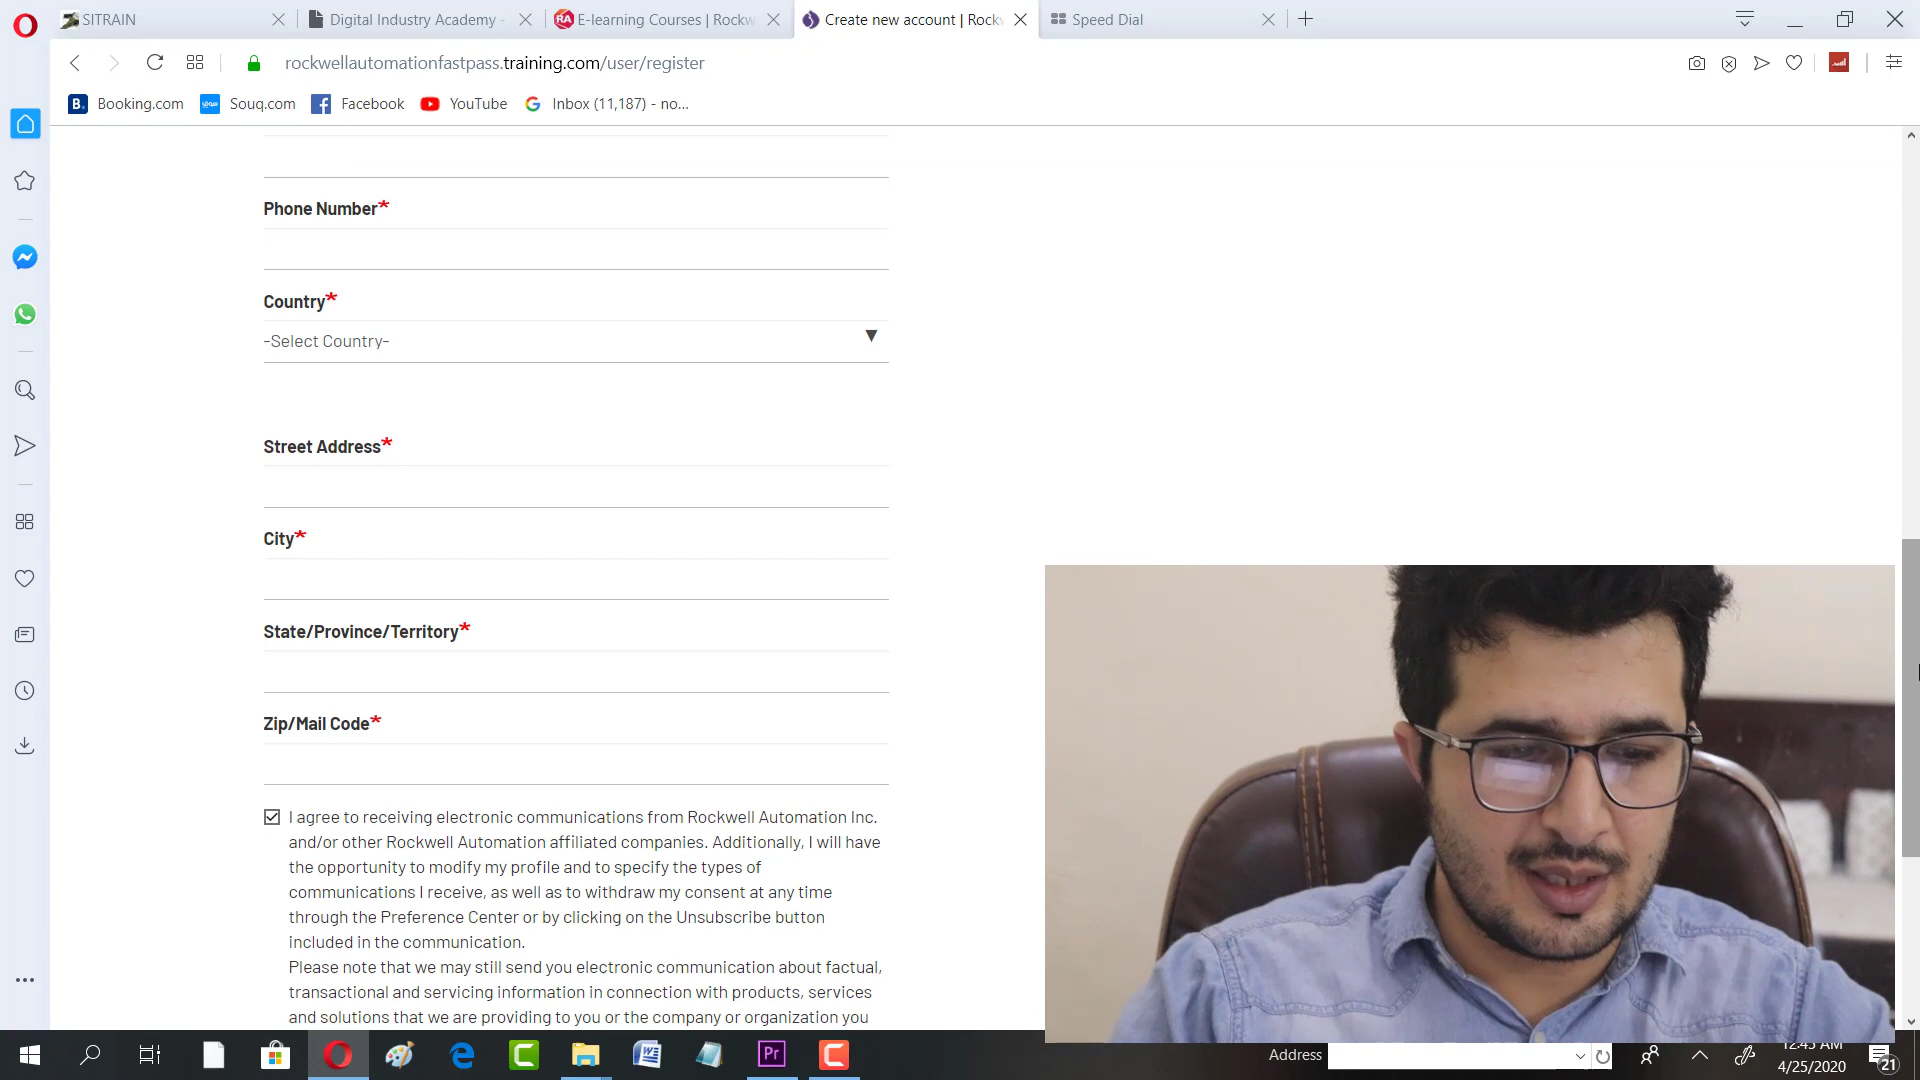 SITRAIN
Digital Industry Academy -
E-learning Courses | Rockw
Create new account | Rock
Speed Dial
rockwellautomationfastpass.training.com/user/register
Booking.com
Souq.com
Facebook
YouTube
Inbox (11,187) - no...
Phone Number*
Country*
-Select Country-
Street Address*
City*
State/Province/Territory*
Zip/Mail Code*
I agree to receiving electronic communications from Rockwell Automation Inc.
and/or other Rockwell Automation affiliated companies. Additionally, I will have
the opportunity to modify my profile and to specify the types of
communications I receive, as well as to withdraw my consent at any time
through the Preference Center or by clicking on the Unsubscribe button
included in the communication.
Please note that we may still send you electronic communication about factual,
transactional and servicing information in connection with products, services
and solutions that we are providing to you or the company or organization you
Address
12:45 AM
4/25/2020
21